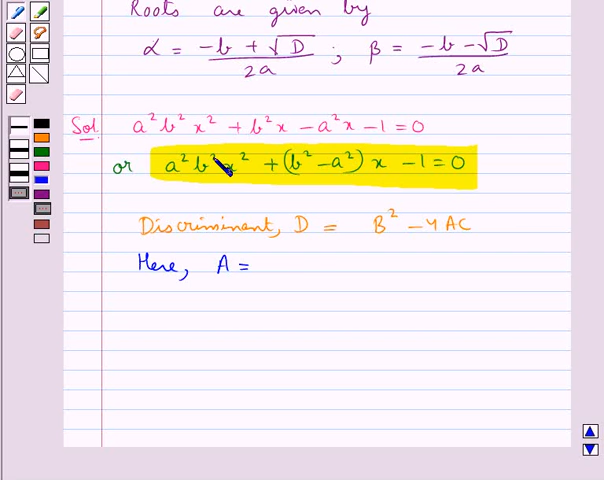 Roots are given by
α = -b + √D / 2a ; β = -b - √D / 2a
Sol. a²b²x² + b²x - a²x - 1 = 0
or a²b²x² + (b² - a²) x - 1 = 0
Discriminent, D = B² - 4AC
Here, A =